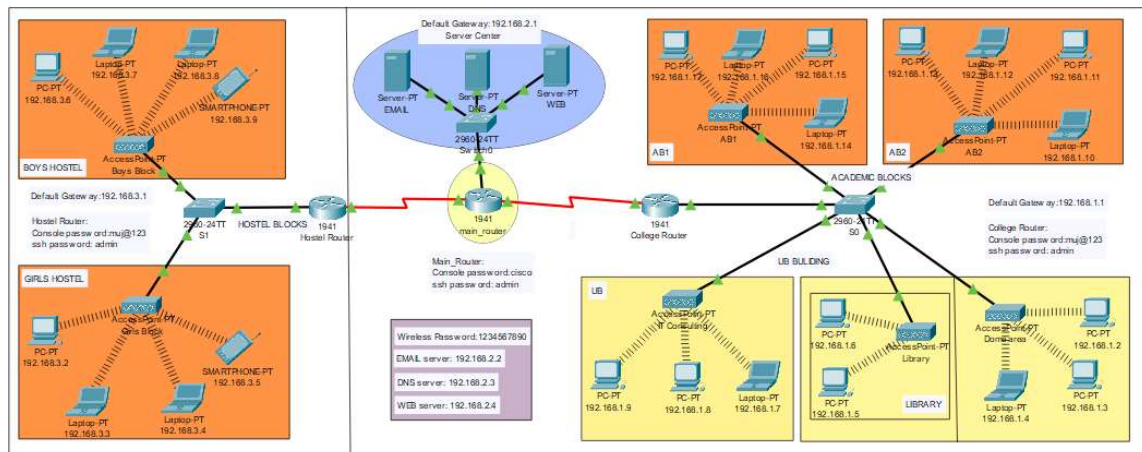 Laptop-PT
192.168.3.7
Laptop-PT
192.168.3.8
PC-PT
192.168.3.6
SMARTPHONE-PT
192.168.3.9
AccessPoint-PT
Boys Block
BOYS HOSTEL
Default Gateway:192.168.3.1
Hostel Router:
Console password:muj@123
ssh password: admin
2960-24TT
S1
HOSTEL BLOCKS
1941
Hostel Router
GIRLS HOSTEL
AccessPoint-PT
Girls Block
PC-PT
192.168.3.2
SMARTPHONE-PT
192.168.3.5
Laptop-PT
192.168.3.3
Laptop-PT
192.168.3.4
Default Gateway:192.168.2.1
Server Center
Server-PT
EMAIL
Server-PT
DNS
Server-PT
WEB
2960-24TT
Switch0
1941
main_router
Main_Router:
Console password:cisco
ssh password: admin
Wireless Password:1234567890
EMAIL server: 192.168.2.2
DNS server: 192.168.2.3
WEB server: 192.168.2.4
1941
College Router
PC-PT
192.168.1.17
Laptop-PT
192.168.1.16
PC-PT
192.168.1.15
AccessPoint-PT
AB1
Laptop-PT
192.168.1.14
AB1
PC-PT
192.168.1.13
Laptop-PT
192.168.1.12
PC-PT
192.168.1.11
AccessPoint-PT
AB2
Laptop-PT
192.168.1.10
AB2
ACADEMIC BLOCKS
2960-24TT
S0
Default Gateway:192.168.1.1
College Router:
Console password:muj@123
ssh password: admin
UB BULIDING
UB
AccessPoint-PT
IT Consulting
PC-PT
192.168.1.9
PC-PT
192.168.1.8
Laptop-PT
192.168.1.7
PC-PT
192.168.1.6
AccessPoint-PT
Library
PC-PT
192.168.1.5
LIBRARY
AccessPoint-PT
Dome area
PC-PT
192.168.1.2
Laptop-PT
192.168.1.4
PC-PT
192.168.1.3